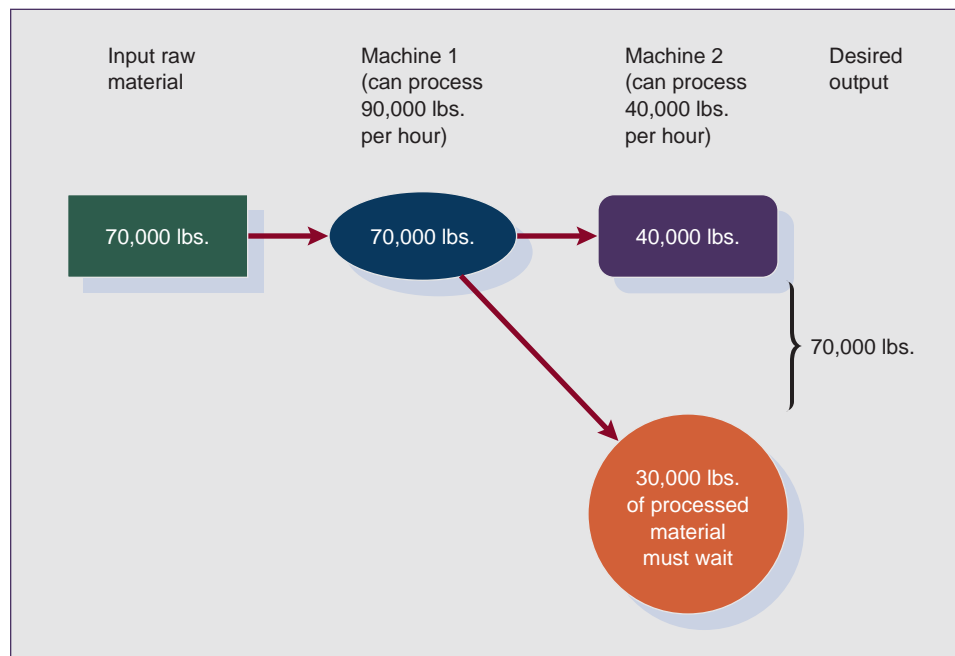 Input raw
material
Machine 1
(can process
90,000 lbs.
per hour)
Machine 2
(can process
40,000 lbs.
per hour)
Desired
output
70,000 lbs.
70,000 lbs.
40,000 lbs.
70,000 lbs.
30,000 lbs.
of processed
material
must wait